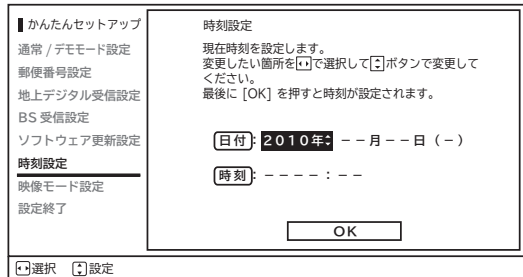 かんたんセットアップ
通常 / デモモード設定
郵便番号設定
地上デジタル受信設定
BS 受信設定
ソフトウェア更新設定
時刻設定
映像モード設定
設定終了
時刻設定
現在時刻を設定します。
変更したい箇所を で選択して ボタンで変更して
ください。
最後に [OK] を押すと時刻が設定されます。
日付: 2010年 −−月−−日 (−)
時刻: −−−−:−−
OK
選択 設定